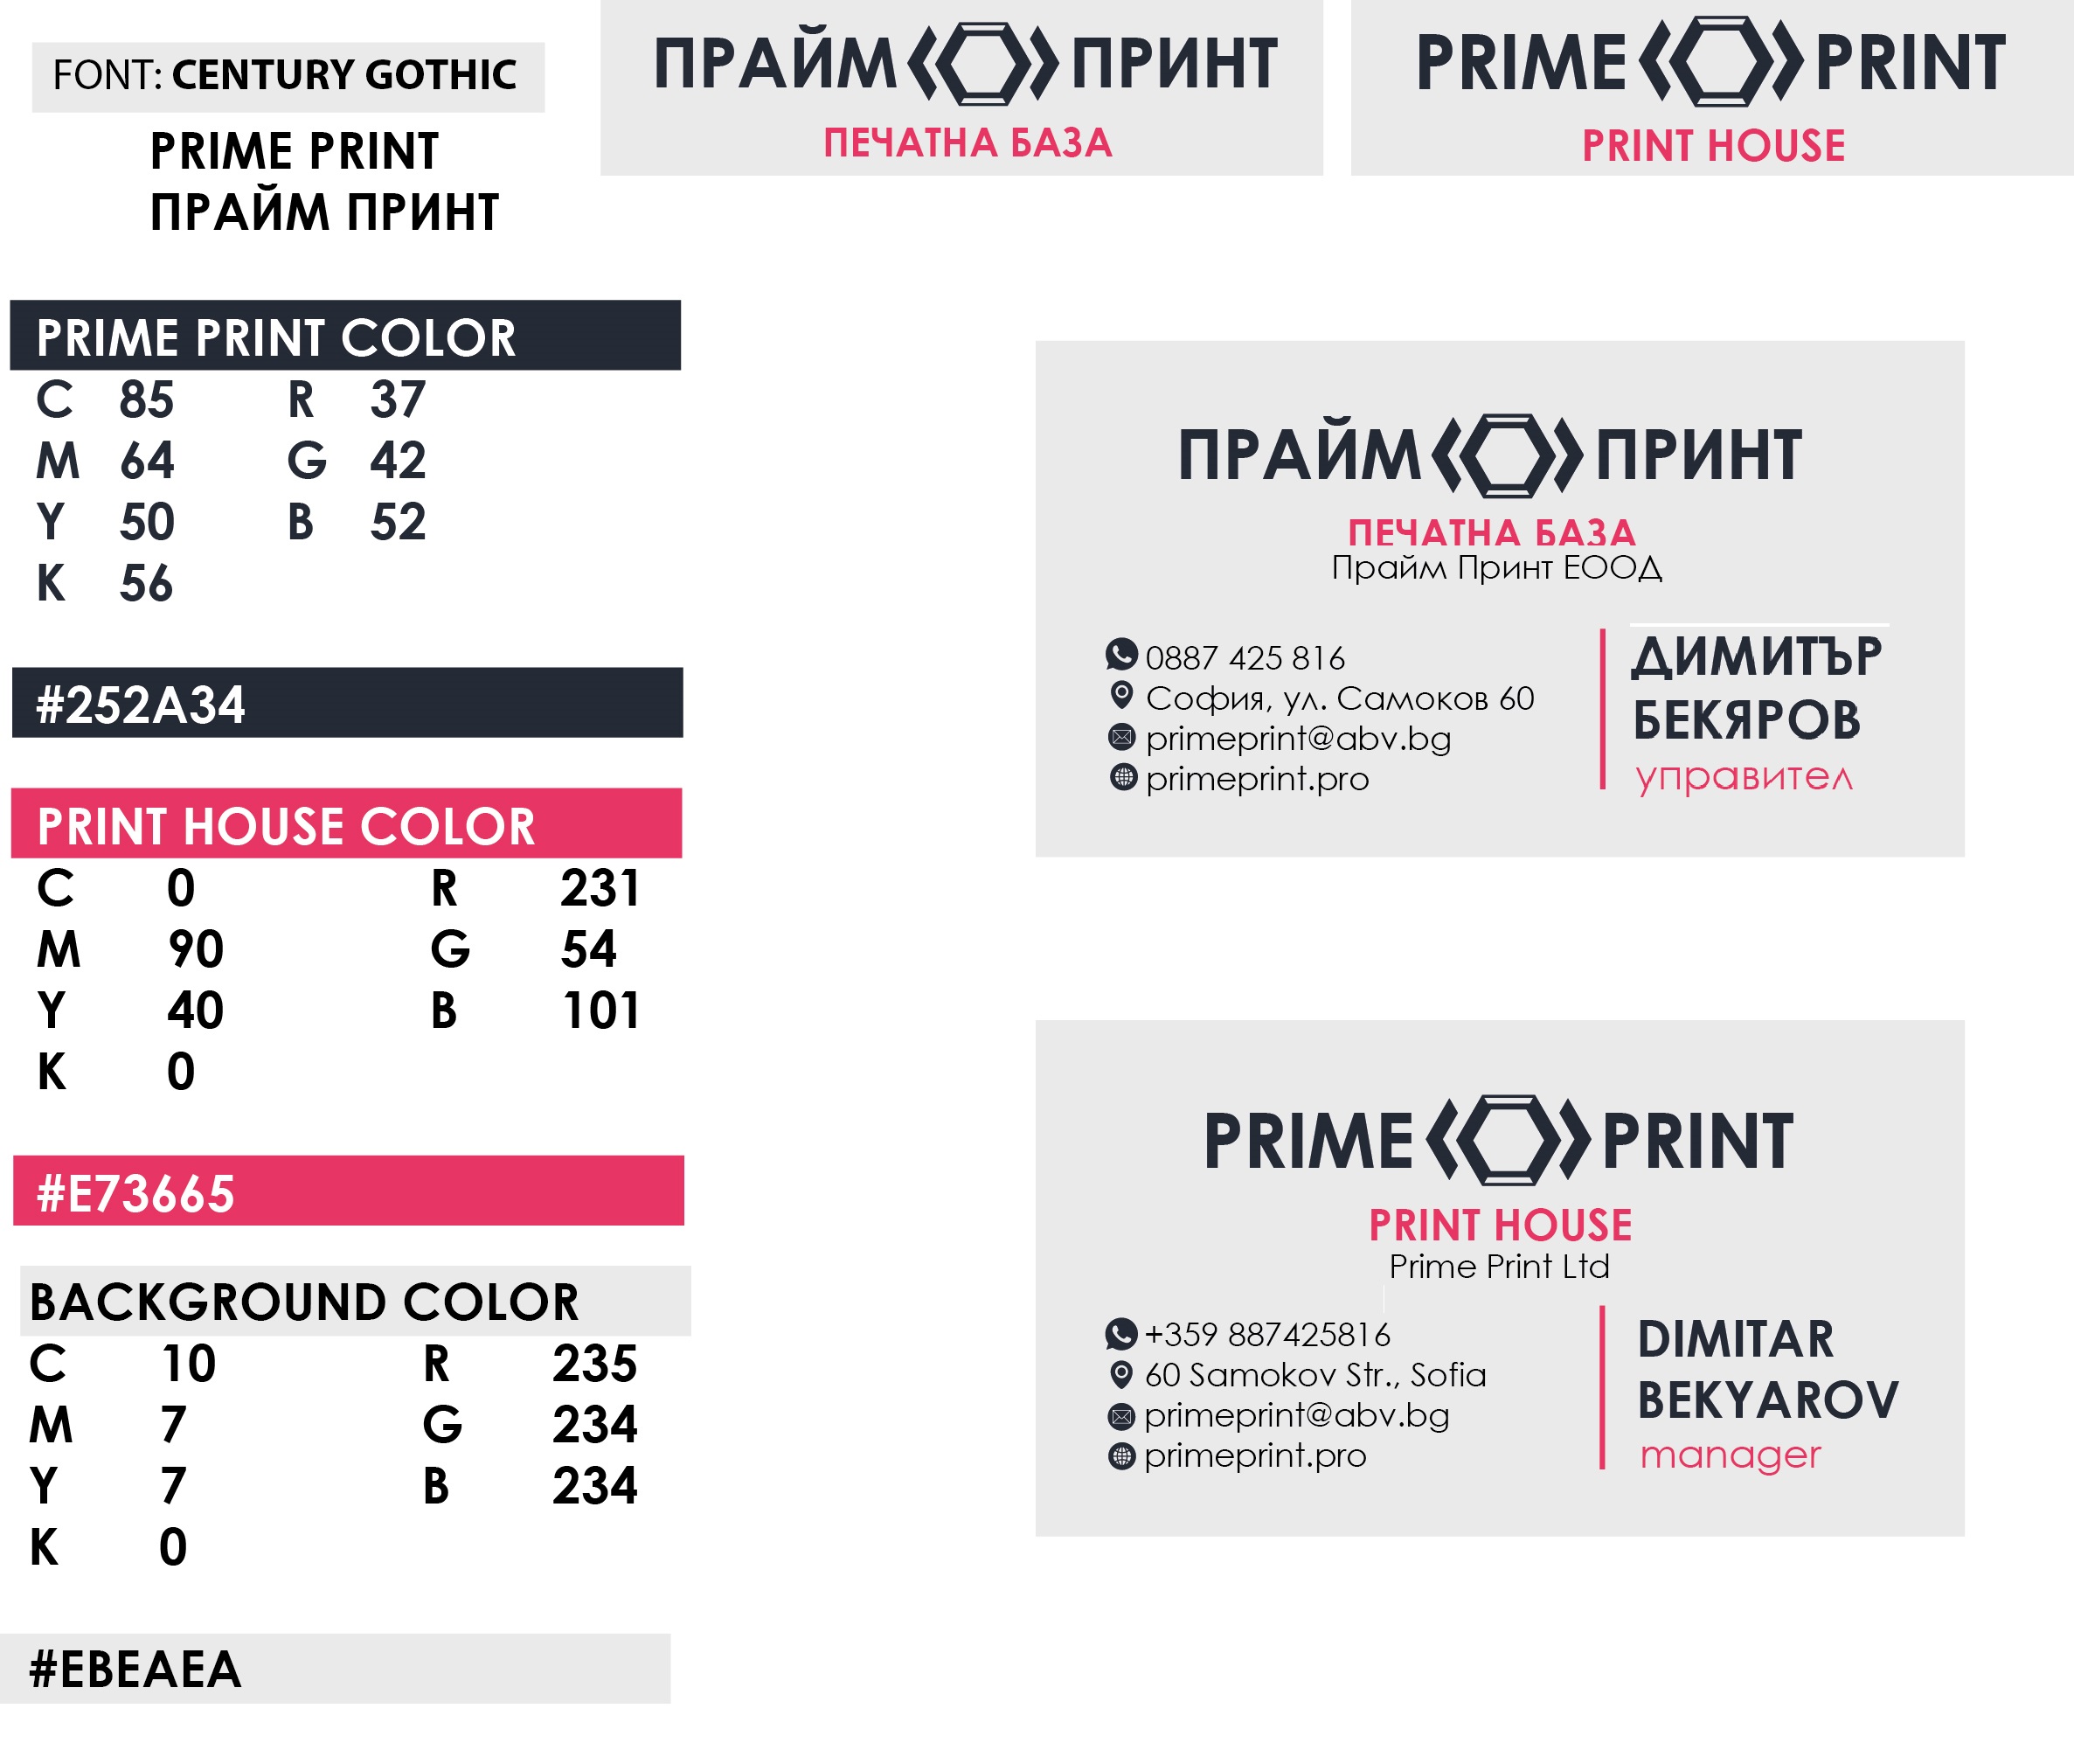 FONT: CENTURY GOTHIC
PRIME PRINT
ПРАЙМ ПРИНТ
ПРАЙМ ПРИНТ
ПЕЧАТНА БАЗА
PRIME PRINT
PRINT HOUSE
PRIME PRINT COLOR
C 85 R 37
M 64 G 42
Y 50 B 52
K 56
#252A34
PRINT HOUSE COLOR
C 0 R 231
M 90 G 54
Y 40 B 101
K 0
#E73665
BACKGROUND COLOR
C 10 R 235
M 7 G 234
Y 7 B 234
K 0
#EBEAEA
ПРАЙМ ПРИНТ
ПЕЧАТНА БАЗА
Прайм Принт ЕООД
0887 425 816
София, ул. Самоков 60
primeprint@abv.bg
primeprint.pro
ДИМИТЪР
БЕКЯРОВ
управител
PRIME PRINT
PRINT HOUSE
Prime Print Ltd
+359 887425816
60 Samokov Str., Sofia
primeprint@abv.bg
primeprint.pro
DIMITAR
BEKYAROV
manager